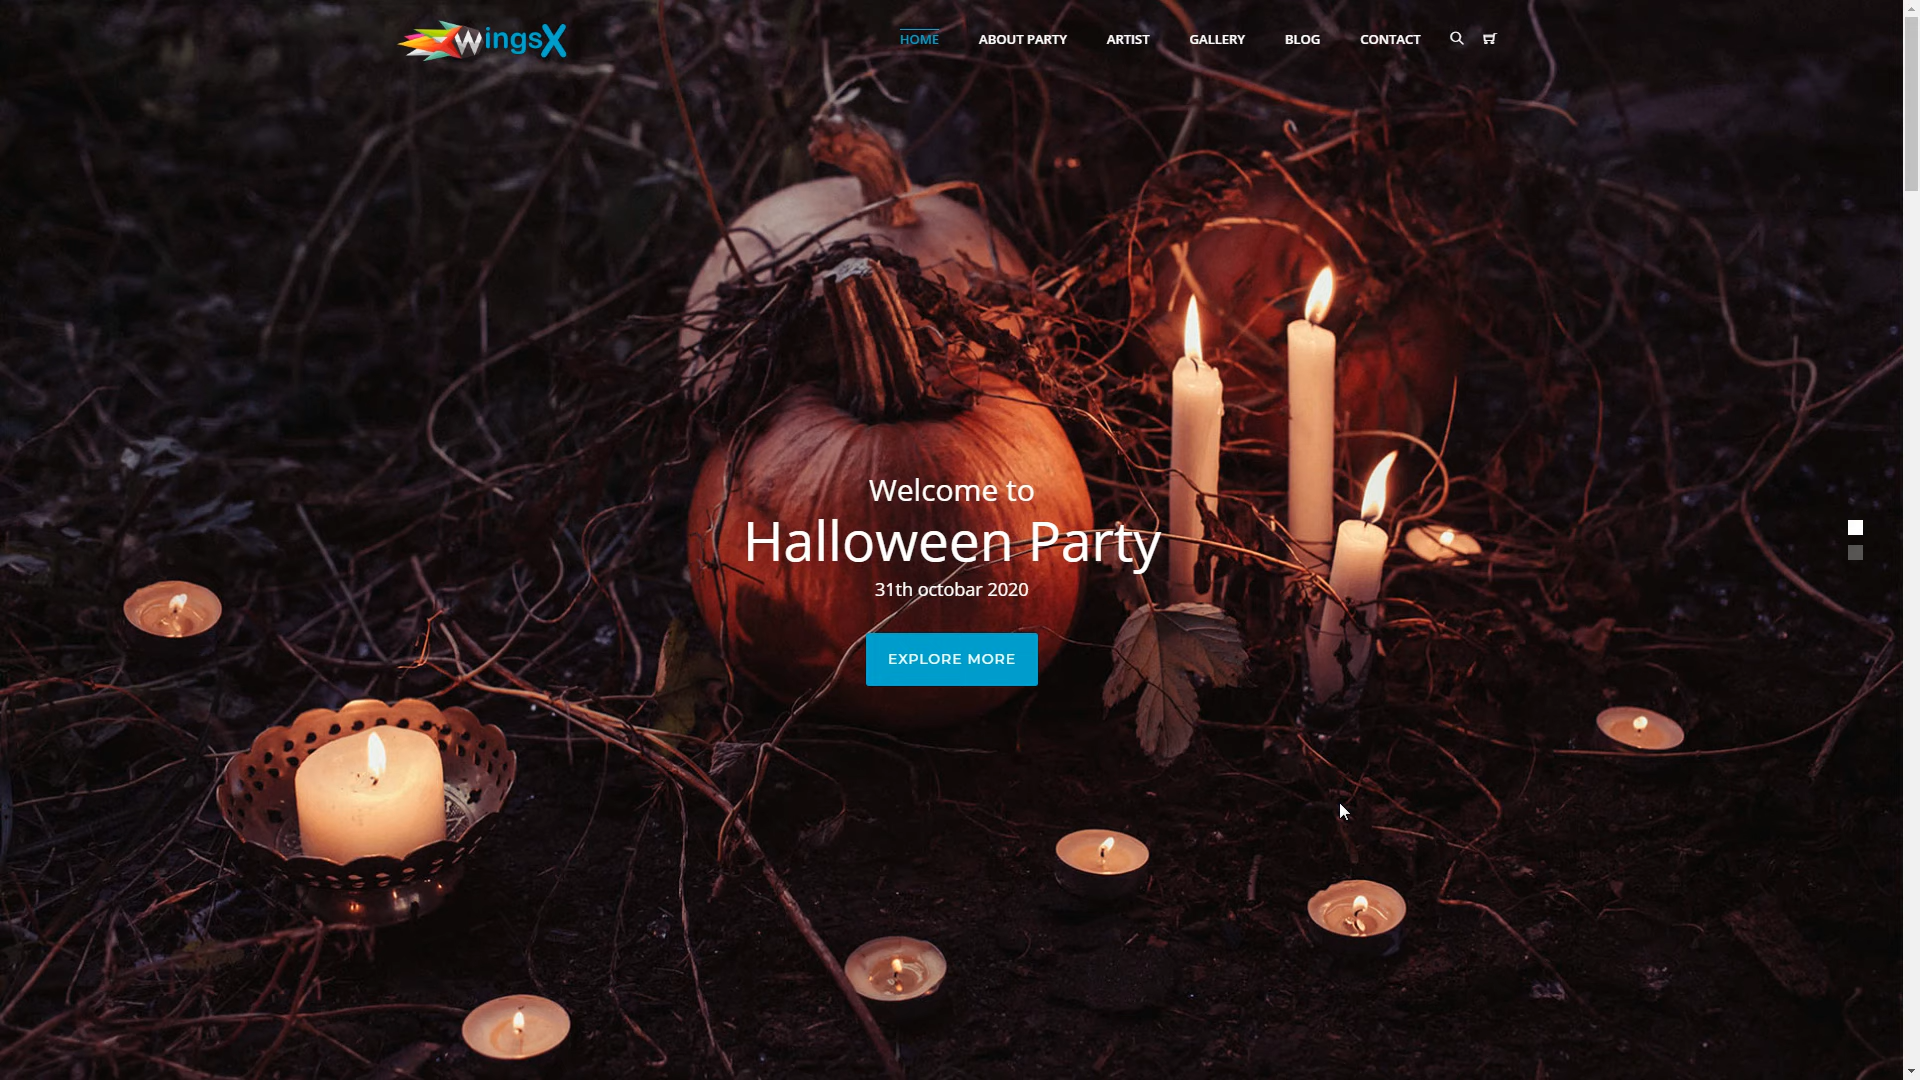 WingsX
HOME ABOUT PARTY ARTIST GALLERY BLOG CONTACT
Welcome to
Halloween Party
31th octobar 2020
EXPLORE MORE